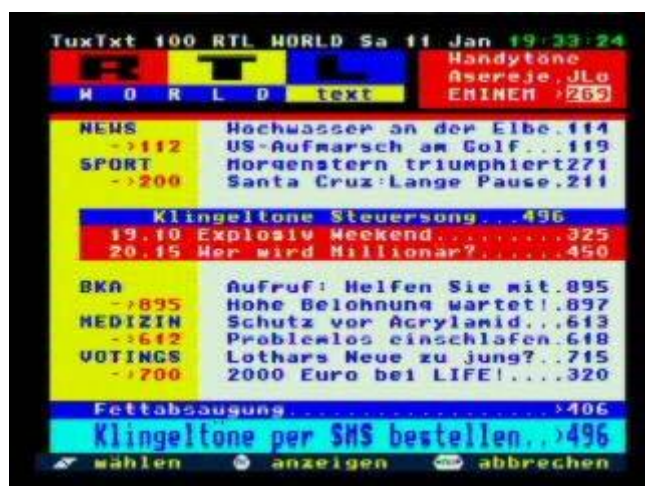 TuxTxt 100 RTL WORLD Sa 11 Jan 19:33:24
RTL
WORLD text
Handytöne
Asereje,JLo
EMINEM >269
NEWS Hochwasser an der Elbe.114
->112 US-Aufmarsch am Golf...119
SPORT Morgenstern triumphiert271
->200 Santa Cruz:Lange Pause.211
Klingeltöne Steuersong...496
19.10 Explosiv Weekend..........325
20.15 Wer wird Millionär?.......450
BKA Aufruf: Helfen Sie mit.895
->895 Hohe Belohnung wartet!.897
MEDIZIN Schutz vor Acrylamid...613
->612 Problemlos einschlafen.618
VOTINGS Lothars Neue zu jung?..715
->700 2000 Euro bei LIFE!....320
Fettabsaugung..................>406
Klingeltöne per SMS bestellen..>496
wählen anzeigen abbrechen